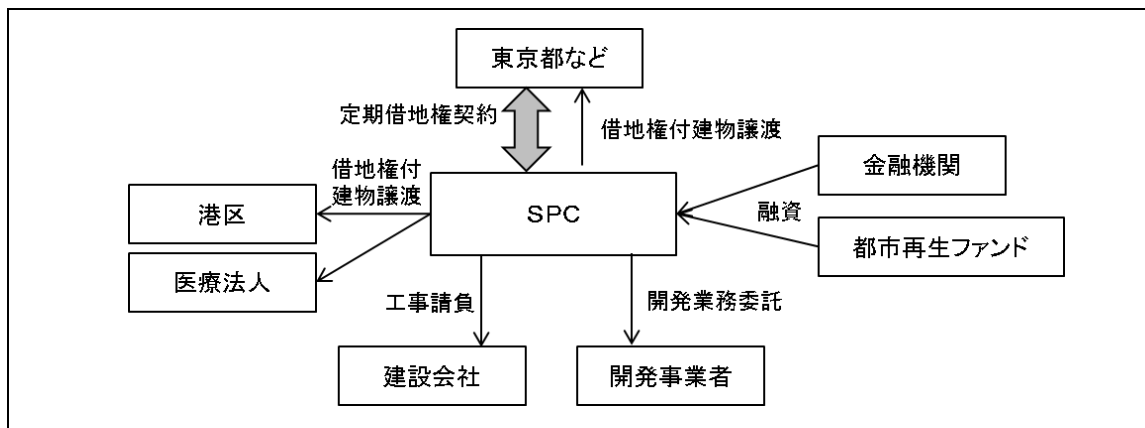 東京都など
定期借地権契約
借地権付建物譲渡
借地権付
建物譲渡
金融機関
港区
SPC
融資
都市再生ファンド
医療法人
工事請負
開発業務委託
建設会社
開発事業者